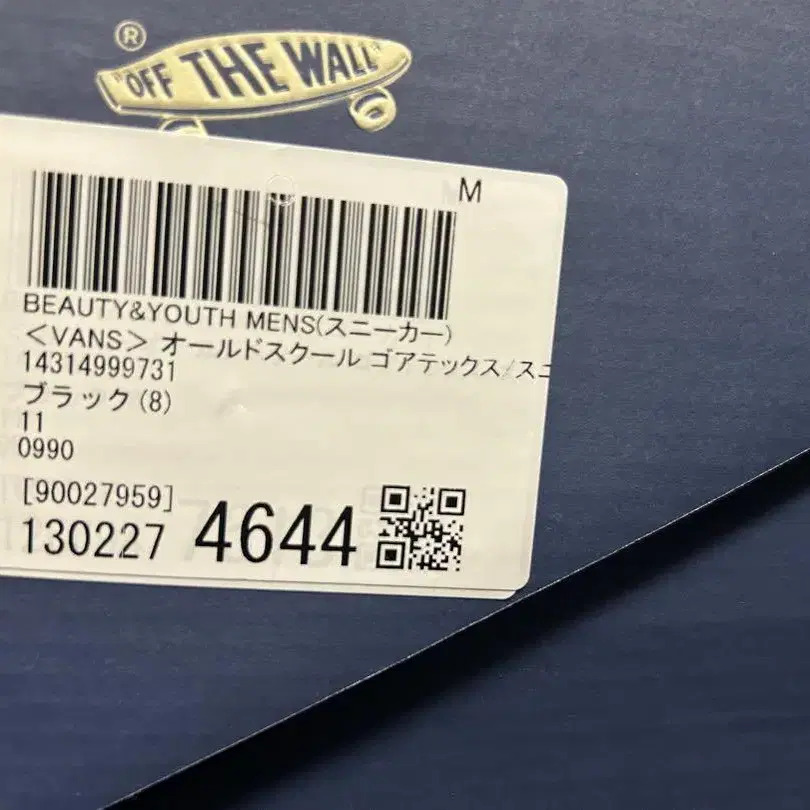 ®
"OFF THE WALL"
M
BEAUTY&YOUTH MENS(スニーカー)
＜VANS＞ オールドスクール ゴアテックス/スニ
14314999731
ブラック(8)
11
0990
[90027959]
130227 4644